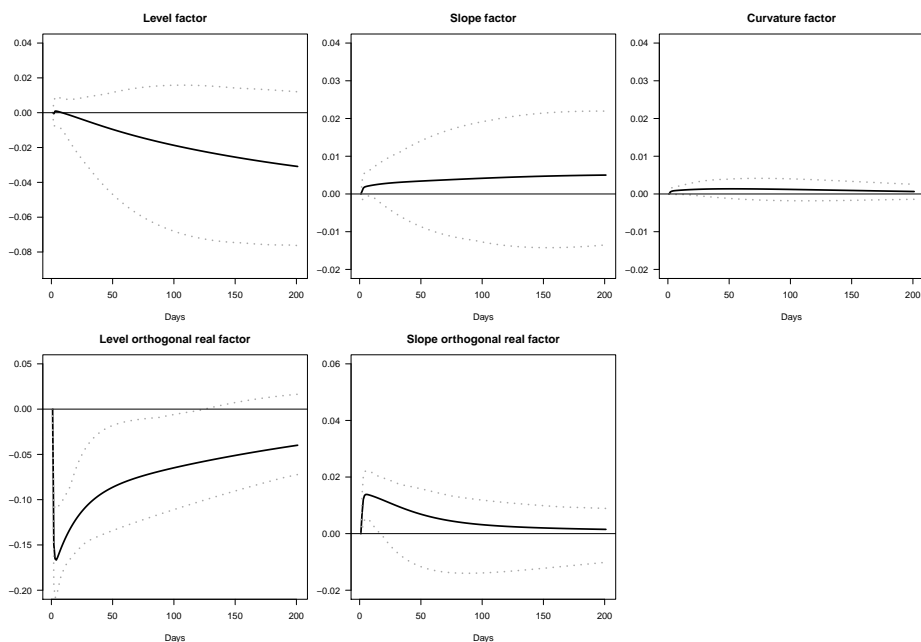 Level factor
0.04
0.02
0.00
−0.02
−0.04
−0.06
−0.08
0 50 100 150 200
Days
Slope factor
0.04
0.03
0.02
0.01
0.00
−0.01
−0.02
0 50 100 150 200
Days
Curvature factor
0.04
0.03
0.02
0.01
0.00
−0.01
−0.02
0 50 100 150 200
Days
Level orthogonal real factor
0.05
0.00
−0.05
−0.10
−0.15
−0.20
0 50 100 150 200
Days
Slope orthogonal real factor
0.06
0.04
0.02
0.00
−0.02
0 50 100 150 200
Days